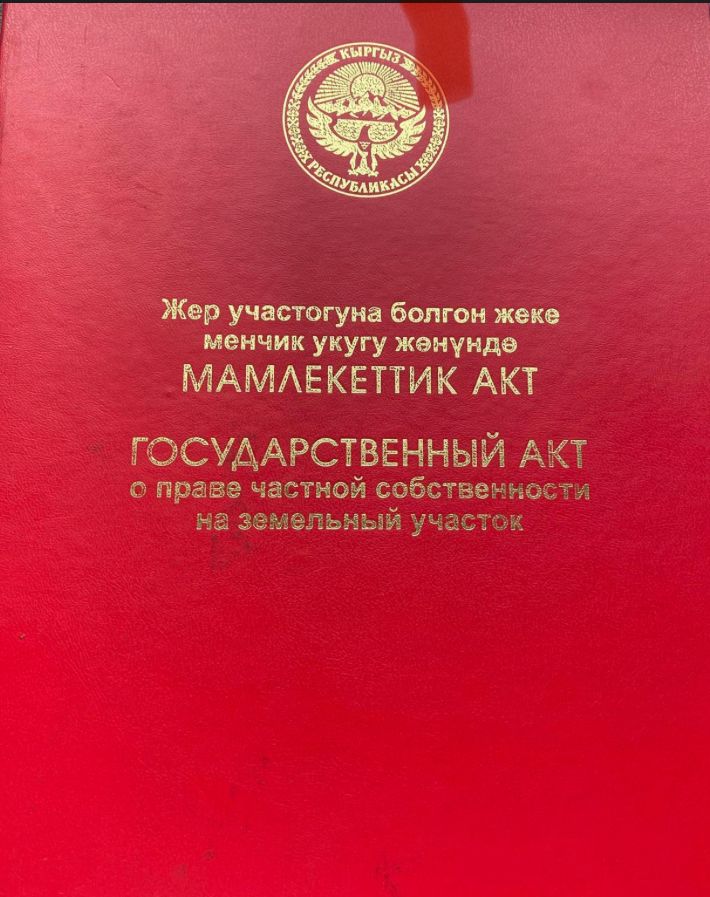 КЫРГЫЗ
РЕСПУБЛИКАСЫ
Жер участогуна болгон жеке
менчик укугу жөнүндө
МАМЛЕКЕТТИК АКТ
ГОСУДАРСТВЕННЫЙ АКТ
о праве частной собственности
на земельный участок